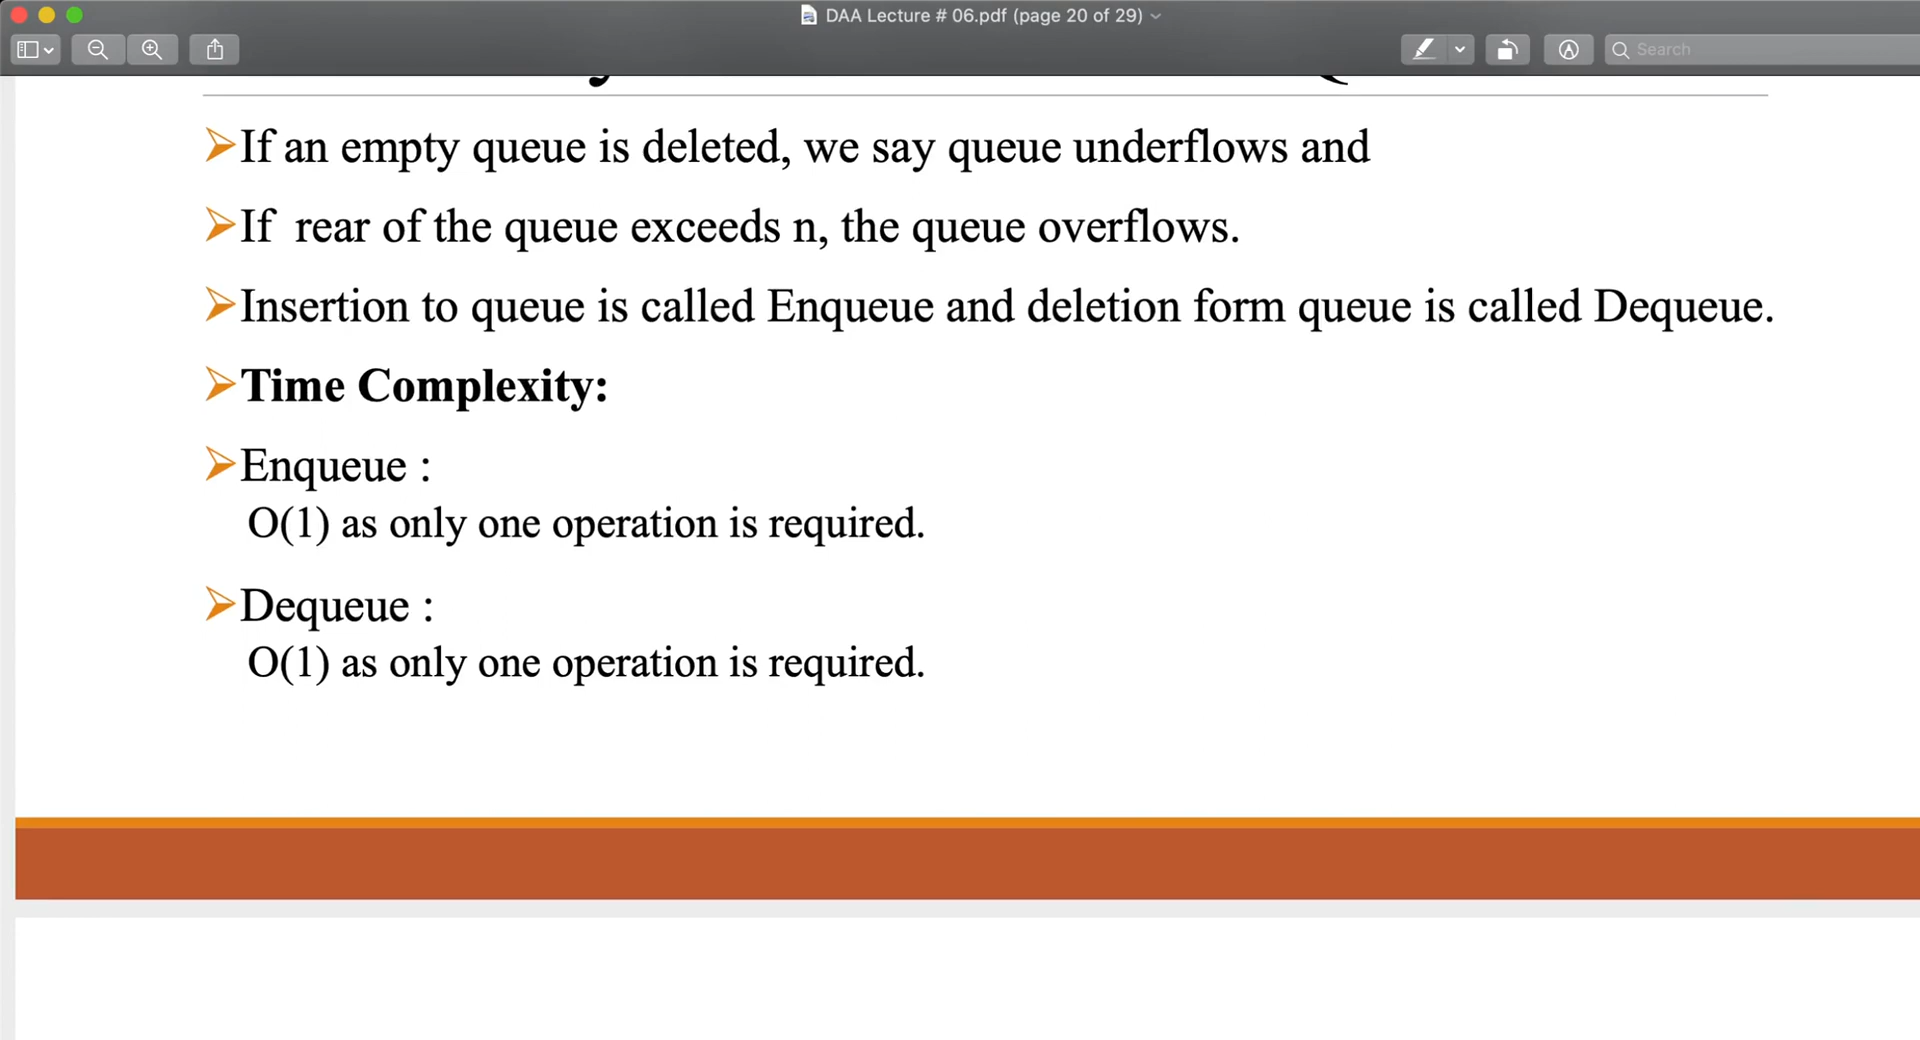 DAA Lecture # 06.pdf (page 20 of 29)
Search
If an empty queue is deleted, we say queue underflows and
If rear of the queue exceeds n, the queue overflows.
Insertion to queue is called Enqueue and deletion form queue is called Dequeue.
Time Complexity:
Enqueue :
O(1) as only one operation is required.
Dequeue :
O(1) as only one operation is required.